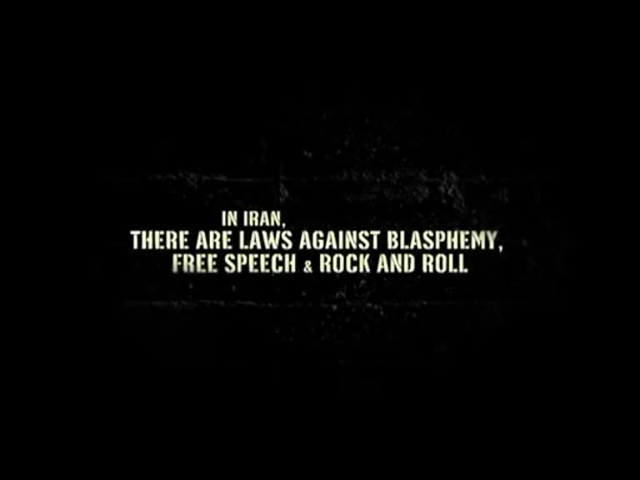 IN IRAN,
THERE ARE LAWS AGAINST BLASPHEMY,
FREE SPEECH & ROCK AND ROLL